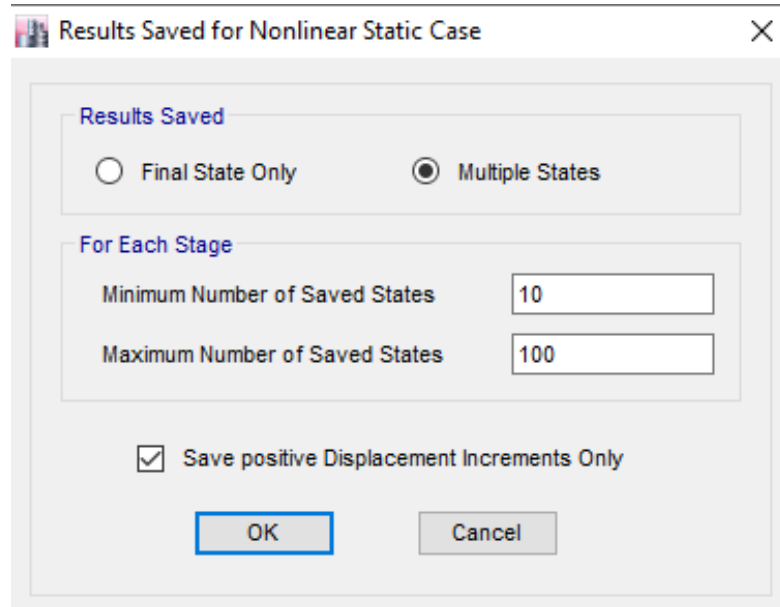 Results Saved for Nonlinear Static Case
Results Saved
Final State Only
Multiple States
For Each Stage
Minimum Number of Saved States
10
Maximum Number of Saved States
100
Save positive Displacement Increments Only
OK
Cancel